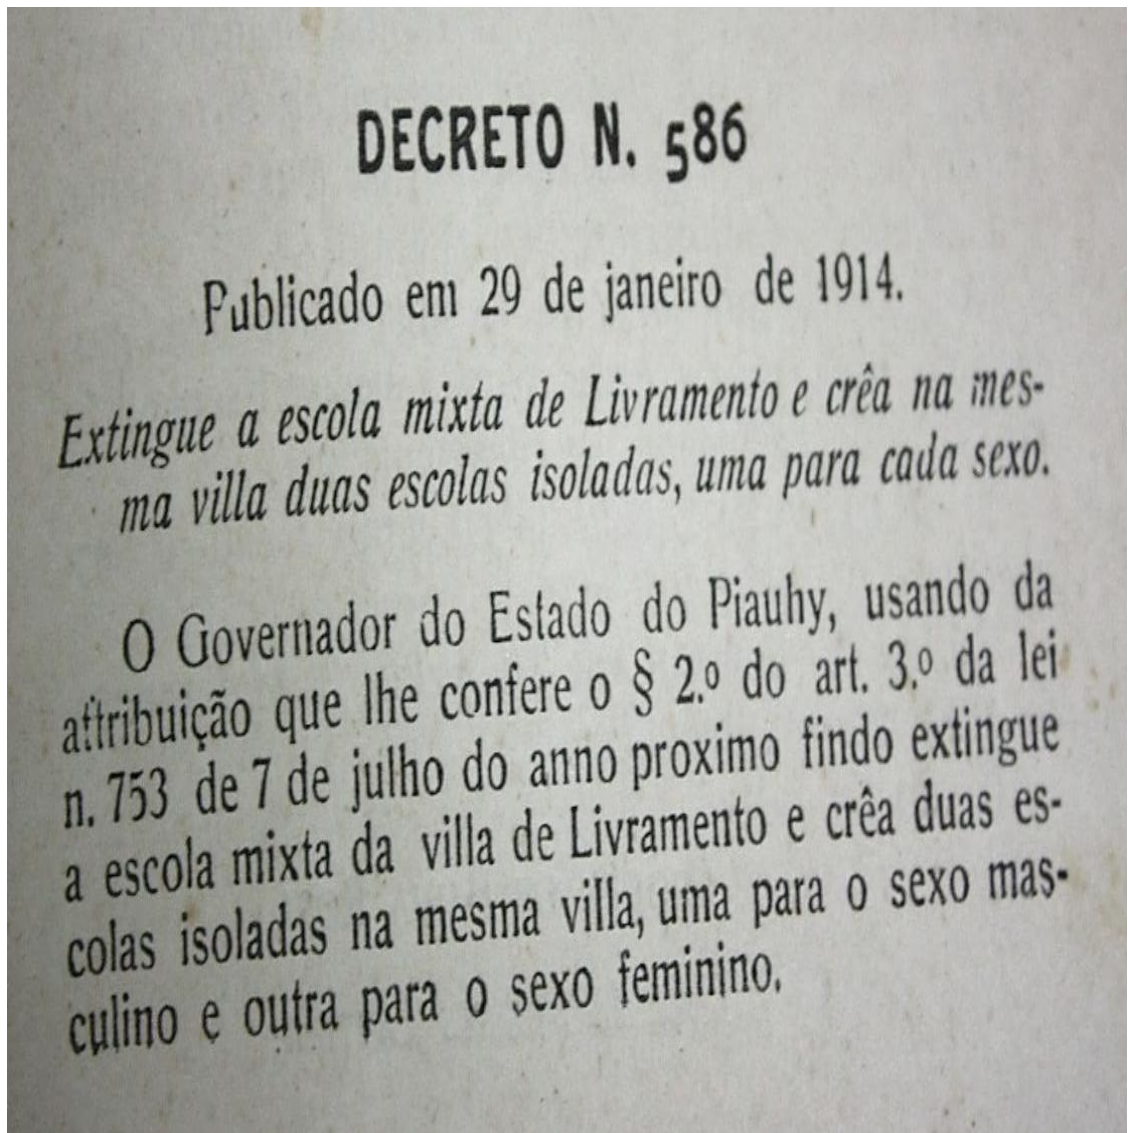 DECRETO N. 586
Publicado em 29 de janeiro de 1914.
Extingue a escola mixta de Livramento e crêa na mes-
ma villa duas escolas isoladas, uma para cada sexo.
O Governador do Estado do Piauhy, usando da
attribuição que lhe confere o § 2.º do art. 3.º da lei
n. 753 de 7 de julho do anno proximo findo extingue
a escola mixta da villa de Livramento e crêa duas es-
colas isoladas na mesma villa, uma para o sexo mas-
culino e outra para o sexo feminino.